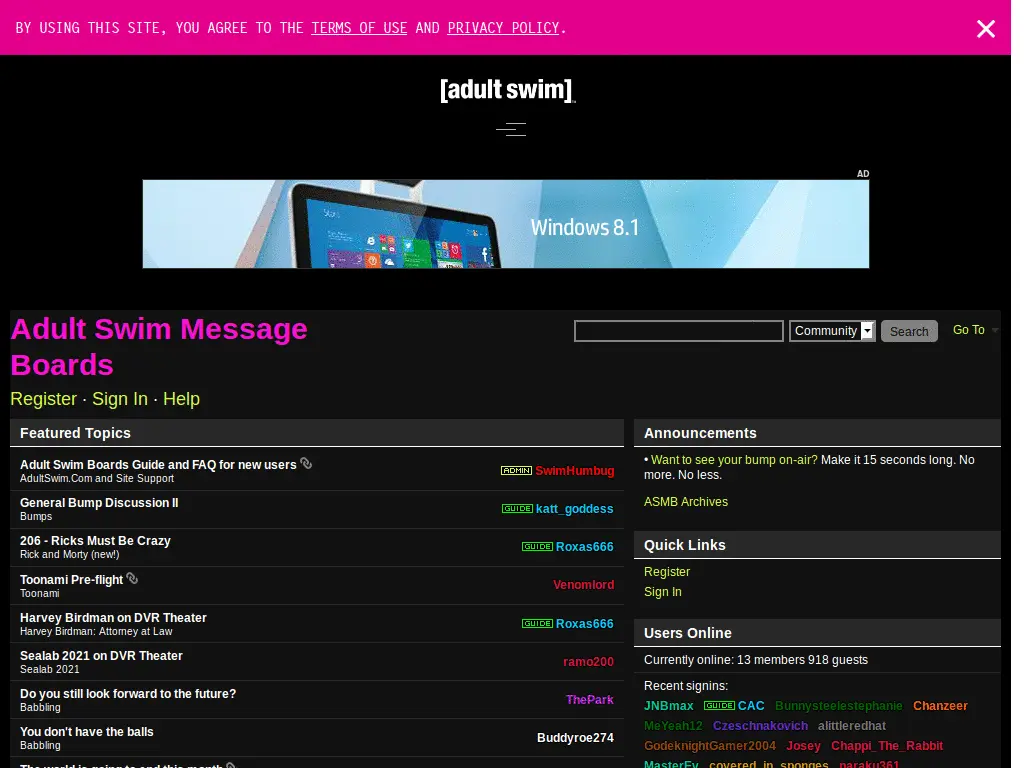 BY USING THIS SITE, YOU AGREE TO THE TERMS OF USE AND PRIVACY POLICY.
[adult swim]
AD
Start
Windows 8.1
Adult Swim Message
Boards
Community
Search
Go To
Register · Sign In · Help
Featured Topics
Adult Swim Boards Guide and FAQ for new users
AdultSwim.Com and Site Support
ADMIN SwimHumbug
General Bump Discussion II
Bumps
GUIDE katt_goddess
206 - Ricks Must Be Crazy
Rick and Morty (new!)
GUIDE Roxas666
Toonami Pre-flight
Toonami
Venomlord
Harvey Birdman on DVR Theater
Harvey Birdman: Attorney at Law
GUIDE Roxas666
Sealab 2021 on DVR Theater
Sealab 2021
ramo200
Do you still look forward to the future?
Babbling
ThePark
You don't have the balls
Babbling
Buddyroe274
The world is going to end this month
Announcements
• Want to see your bump on-air? Make it 15 seconds long. No
more. No less.
ASMB Archives
Quick Links
Register
Sign In
Users Online
Currently online: 13 members 918 guests
Recent signins:
JNBmax GUIDE CAC Bunnysteelestephanie Chanzeer
MeYeah12 Czeschnakovich alittleredhat
GodeknightGamer2004 Josey Chappi_The_Rabbit
MasterEv covered_in_sponges naraku361